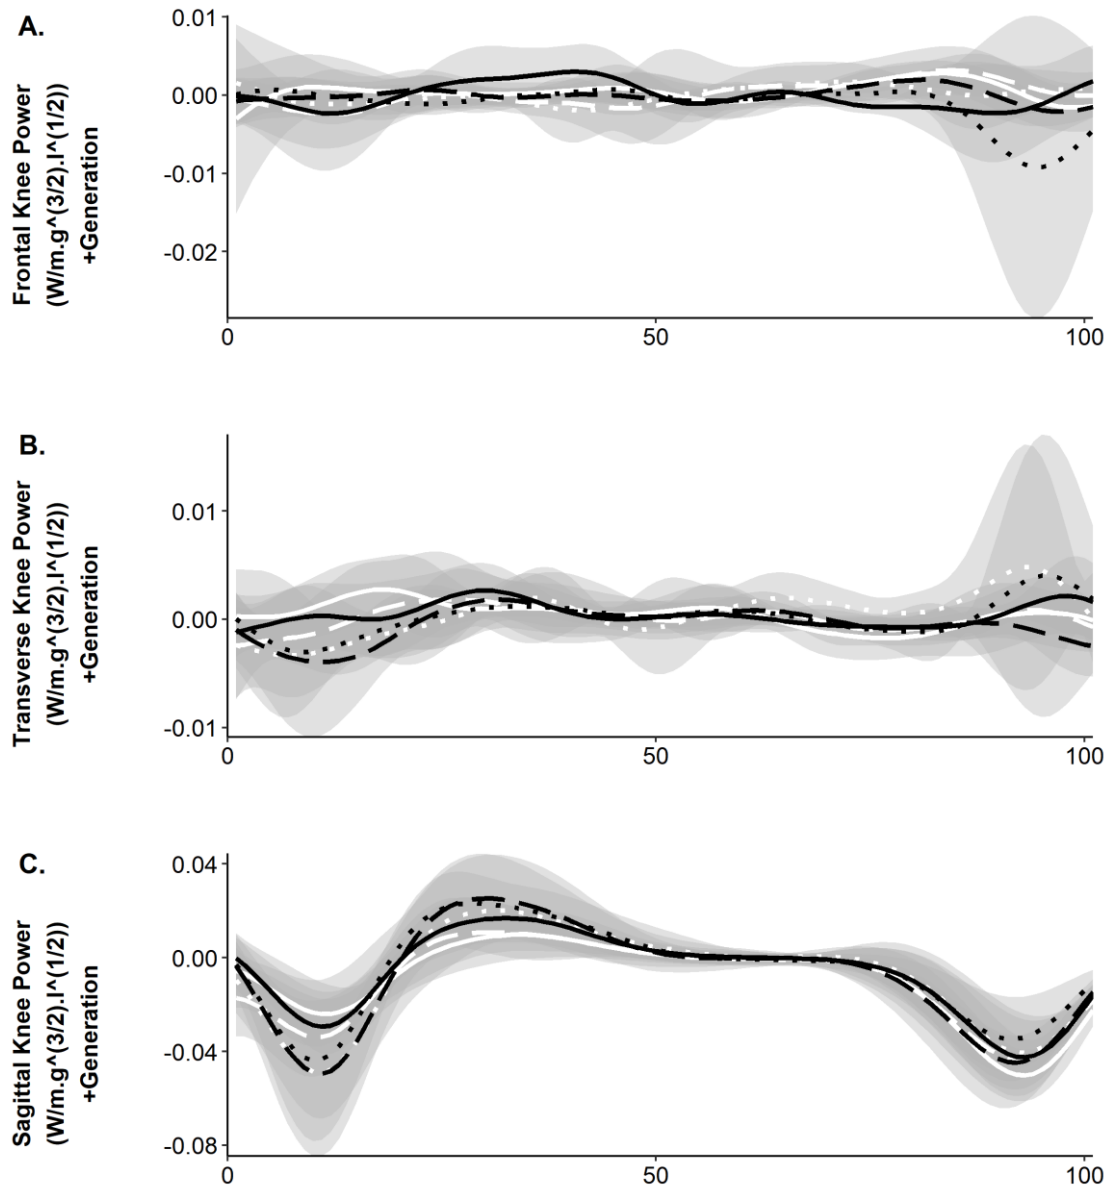 A.
Frontal Knee Power
(W/m.g^(3/2).l^(1/2))
+Generation
0.01
0.00
-0.01
-0.02
0
50
100
B.
Transverse Knee Power
(W/m.g^(3/2).l^(1/2))
+Generation
0.01
0.00
-0.01
0
50
100
C.
Sagittal Knee Power
(W/m.g^(3/2).l^(1/2))
+Generation
0.04
0.00
-0.04
-0.08
0
50
100